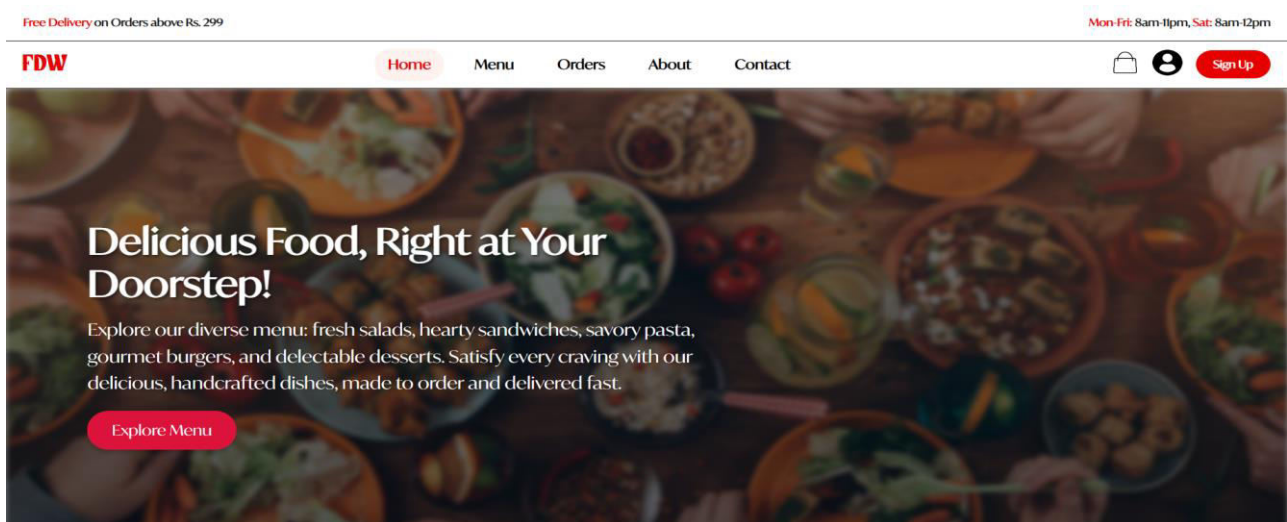 Free Delivery on Orders above Rs. 299
Mon-Fri: 8am-11pm, Sat: 8am-12pm
FDW
Home
Menu
Orders
About
Contact
Sign Up
Delicious Food, Right at Your
Doorstep!
Explore our diverse menu: fresh salads, hearty sandwiches, savory pasta,
gourmet burgers, and delectable desserts. Satisfy every craving with our
delicious, handcrafted dishes, made to order and delivered fast.
Explore Menu